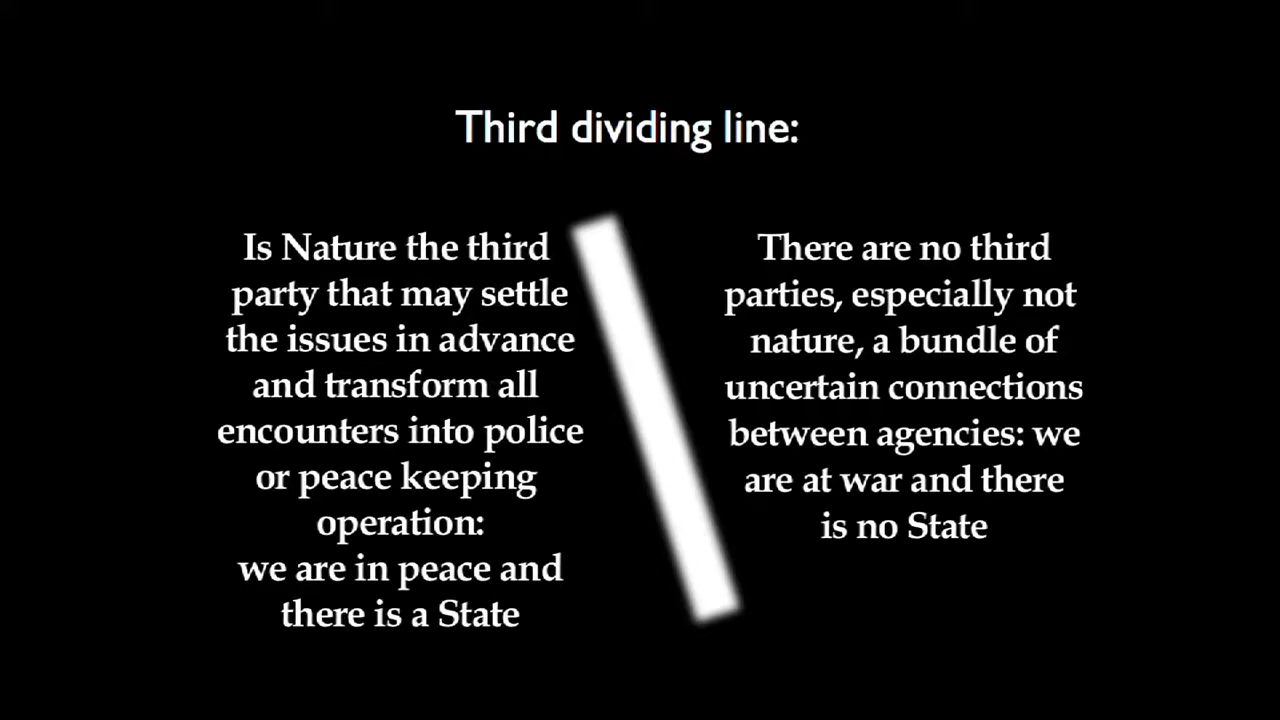 Third dividing line:
Is Nature the third
party that may settle
the issues in advance
and transform all
encounters into police
or peace keeping
operation:
we are in peace and
there is a State
There are no third
parties, especially not
nature, a bundle of
uncertain connections
between agencies: we
are at war and there
is no State